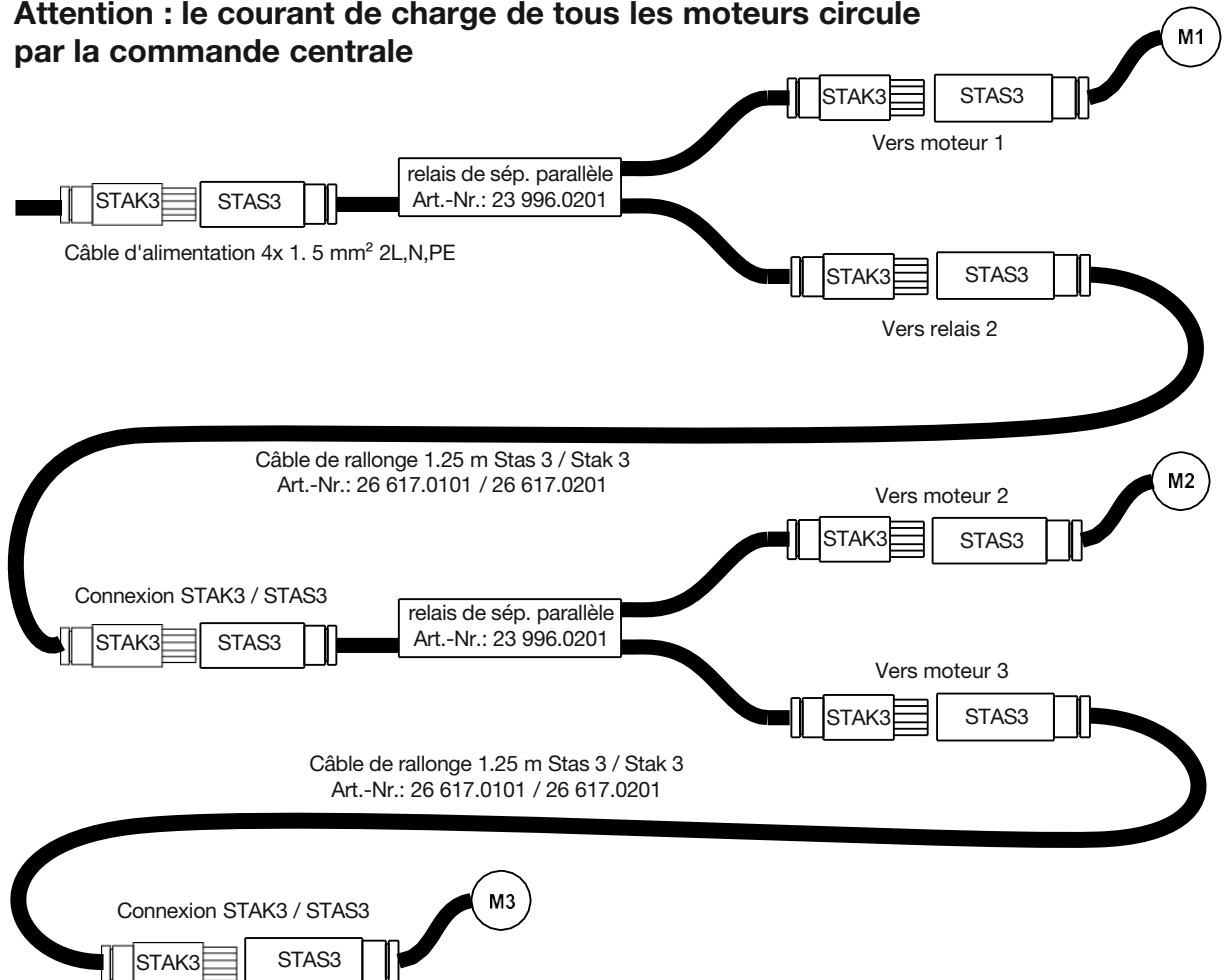 Attention : le courant de charge de tous les moteurs circule
par la commande centrale
M1
STAK3
STAS3
Vers moteur 1
relais de sép. parallèle
Art.-Nr.: 23 996.0201
STAK3
STAS3
Câble d'alimentation 4x 1. 5 mm² 2L,N,PE
STAK3
STAS3
Vers relais 2
Câble de rallonge 1.25 m Stas 3 / Stak 3
Art.-Nr.: 26 617.0101 / 26 617.0201
M2
Vers moteur 2
STAK3
STAS3
Connexion STAK3 / STAS3
relais de sép. parallèle
Art.-Nr.: 23 996.0201
STAK3
STAS3
Vers moteur 3
STAK3
STAS3
Câble de rallonge 1.25 m Stas 3 / Stak 3
Art.-Nr.: 26 617.0101 / 26 617.0201
M3
Connexion STAK3 / STAS3
STAK3
STAS3